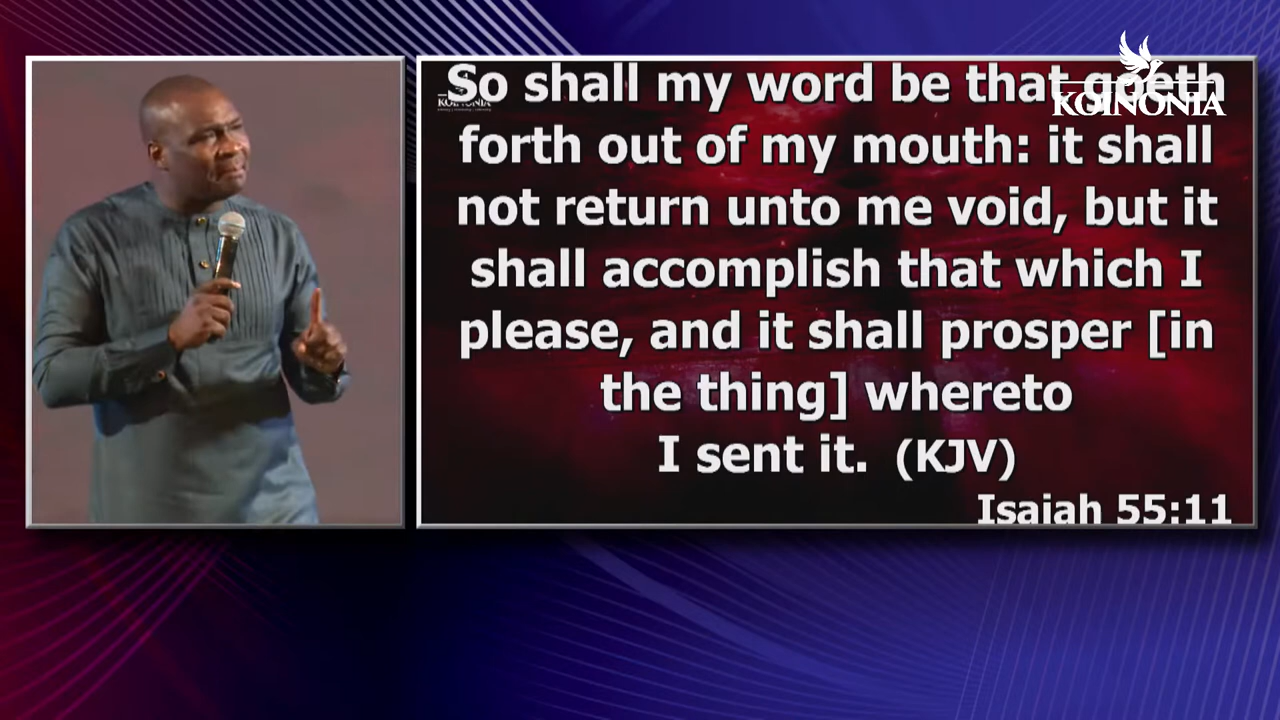 So shall my word be that goeth
forth out of my mouth: it shall
not return unto me void, but it
shall accomplish that which I
please, and it shall prosper [in
the thing] whereto
I sent it. (KJV)
Isaiah 55:11
KOINONIA
KOINONIA